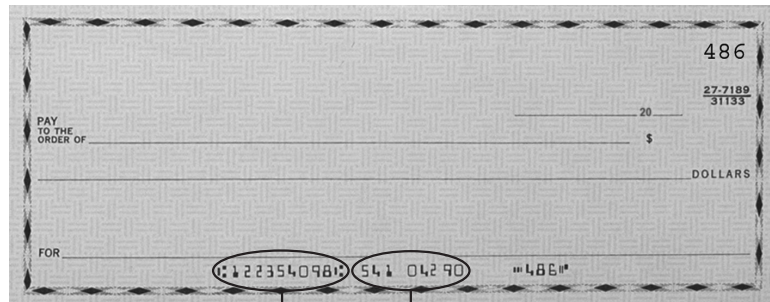 486
27-7189
31133
20
PAY
TO THE
ORDER OF $
DOLLARS
FOR
⑆122354098⑆ 541 04290 ⑈486⑈